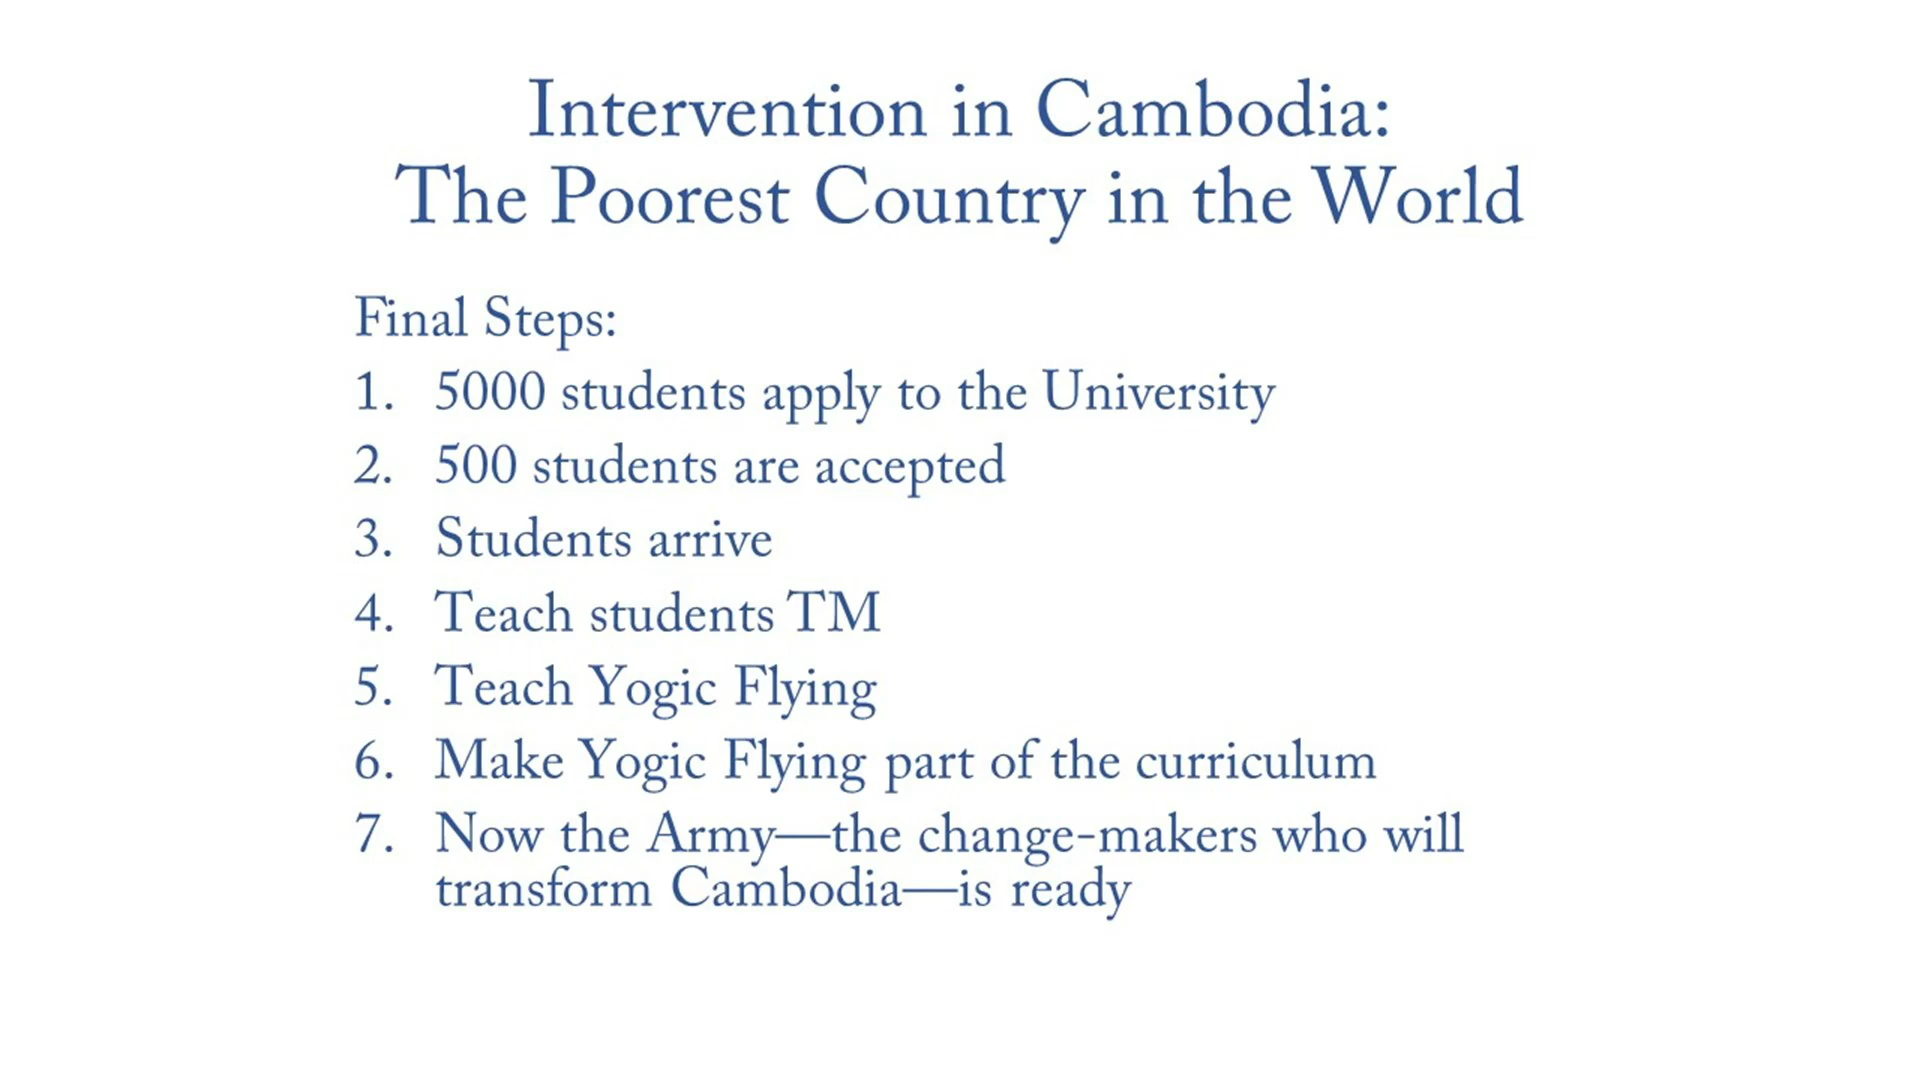 Intervention in Cambodia:
The Poorest Country in the World
Final Steps:
1. 5000 students apply to the University
2. 500 students are accepted
3. Students arrive
4. Teach students TM
5. Teach Yogic Flying
6. Make Yogic Flying part of the curriculum
7. Now the Army—the change-makers who will
transform Cambodia—is ready